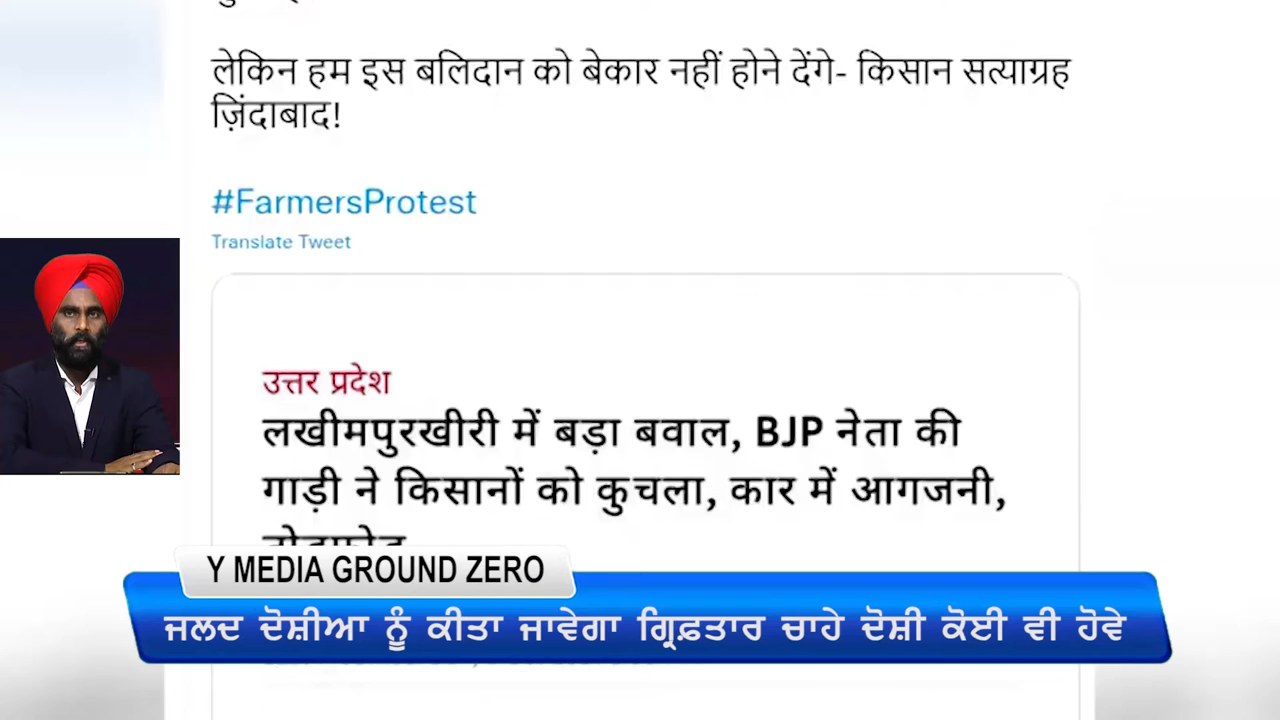 लेकिन हम इस बलिदान को बेकार नहीं होने देंगे- किसान सत्याग्रह
ज़िंदाबाद!
#FarmersProtest
Translate Tweet
उत्तर प्रदेश
लखीमपुरखीरी में बड़ा बवाल, BJP नेता की
गाड़ी ने किसानों को कुचला, कार में आगजनी,
Y MEDIA GROUND ZERO
ਜਲਦ ਦੋਸ਼ੀਆ ਨੂੰ ਕੀਤਾ ਜਾਵੇਗਾ ਗ੍ਰਿਫ਼ਤਾਰ ਚਾਹੇ ਦੋਸ਼ੀ ਕੋਈ ਵੀ ਹੋਵੇ